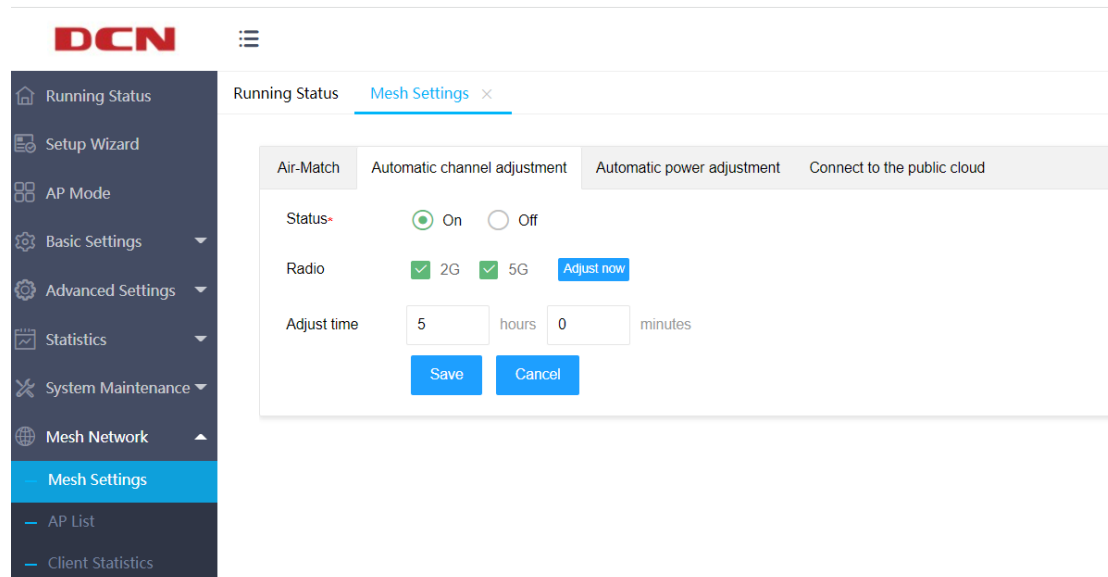 DCN
Running Status
Setup Wizard
AP Mode
Basic Settings
Advanced Settings
Statistics
System Maintenance
Mesh Network
Mesh Settings
AP List
Client Statistics
Running Status Mesh Settings ×
Air-Match Automatic channel adjustment Automatic power adjustment Connect to the public cloud
Status* On Off
Radio 2G 5G Adjust now
Adjust time 5 hours 0 minutes
Save Cancel